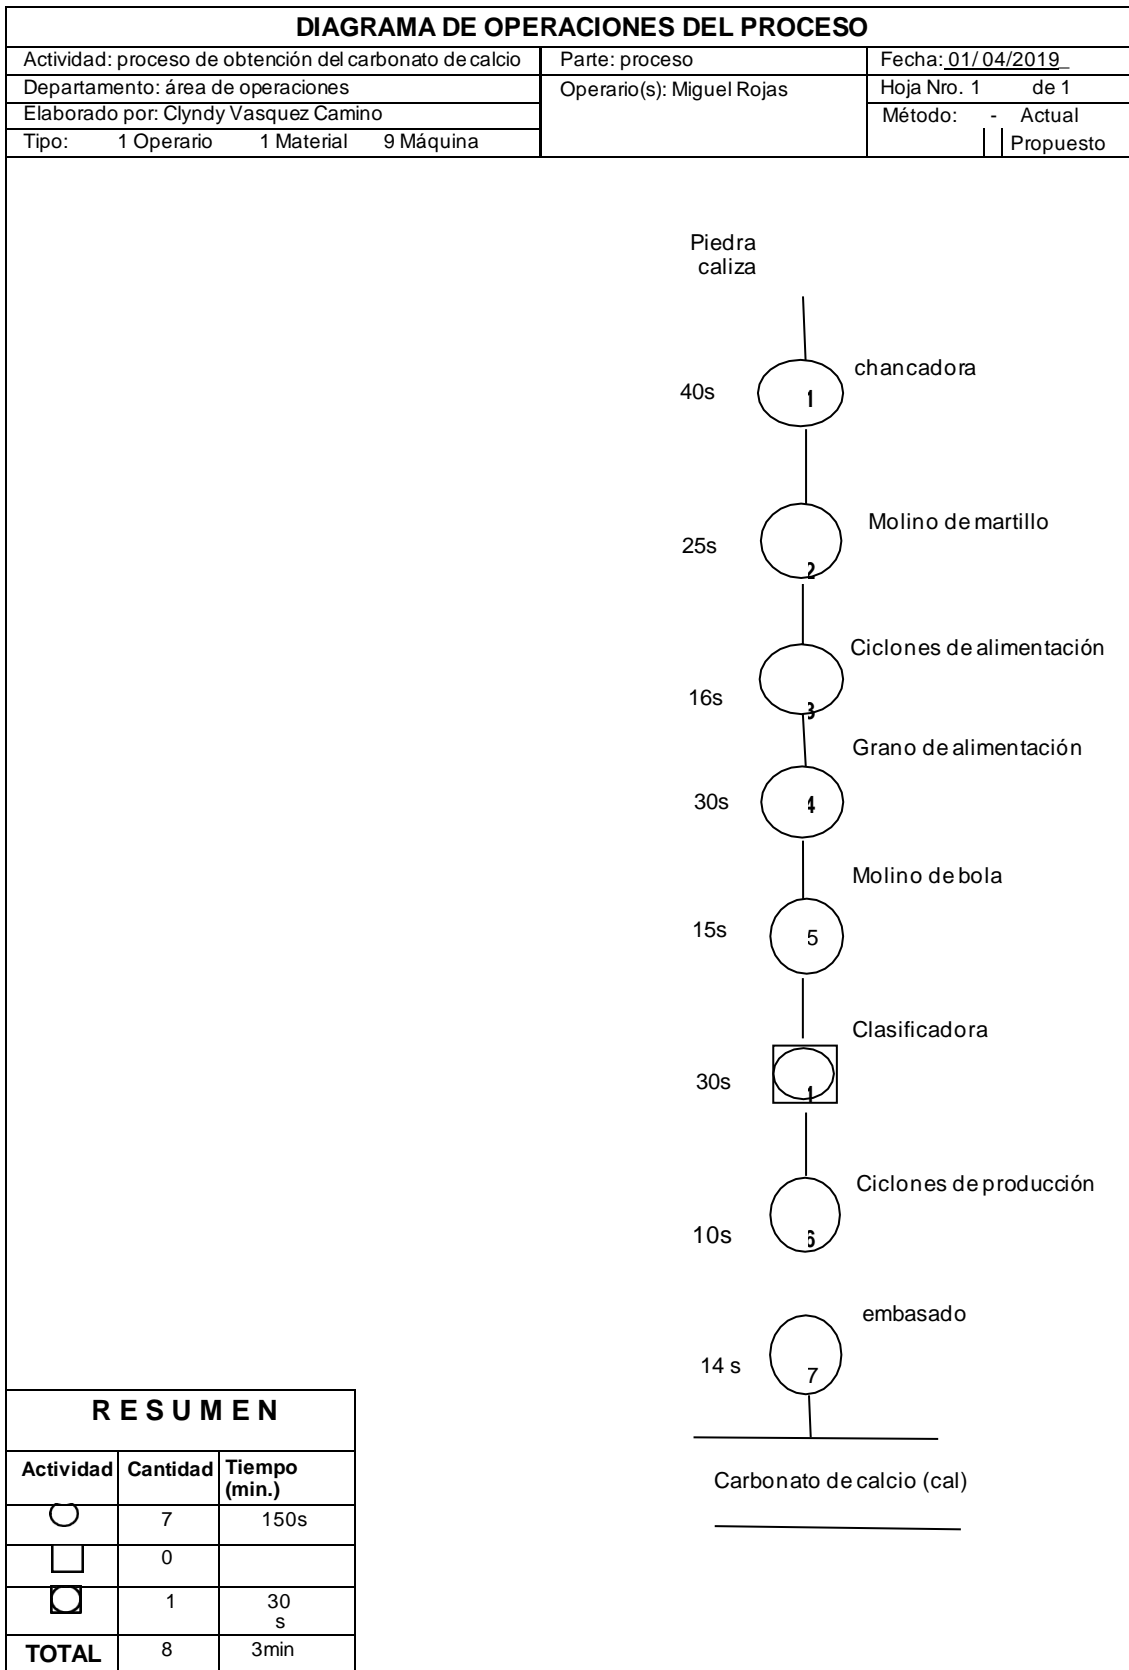 DIAGRAMA DE OPERACIONES DEL PROCESO
Actividad: proceso de obtención del carbonato de calcio
Parte: proceso
Fecha: 01/04/2019_
Departamento: área de operaciones
Operario(s): Miguel Rojas
Hoja Nro. 1 de 1
Elaborado por: Clyndy Vasquez Camino
Método: - Actual
Tipo: 1 Operario 1 Material 9 Máquina
Propuesto
Piedra
caliza
chancadora
40s
1
Molino de martillo
25s
2
Ciclones de alimentación
16s
3
Grano de alimentación
30s
4
Molino de bola
15s
5
Clasificadora
30s
1
Ciclones de producción
10s
6
embasado
14 s
7
Carbonato de calcio (cal)
RESUMEN
Actividad Cantidad Tiempo
(min.)
7 150s
0
1 30
s
TOTAL 8 3min